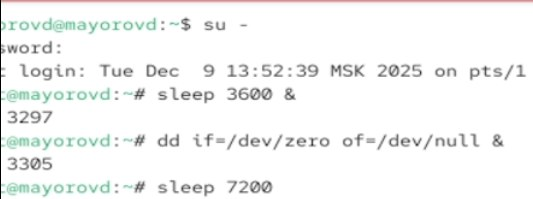 rovd@mayorovd:~$ su -
sword:
login: Tue Dec  9 13:52:39 MSK 2025 on pts/1
@mayorovd:~# sleep 3600 &
3297
@mayorovd:~# dd if=/dev/zero of=/dev/null &
3305
@mayorovd:~# sleep 7200